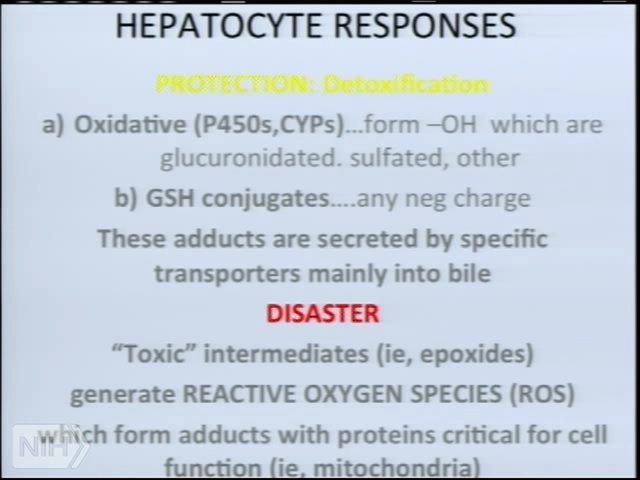 HEPATOCYTE RESPONSES
PROTECTION: Detoxification
a) Oxidative (P450s,CYPs)...form –OH which are
glucuronidated. sulfated, other
b) GSH conjugates....any neg charge
These adducts are secreted by specific
transporters mainly into bile
DISASTER
“Toxic” intermediates (ie, epoxides)
generate REACTIVE OXYGEN SPECIES (ROS)
which form adducts with proteins critical for cell
function (ie, mitochondria)
NIH